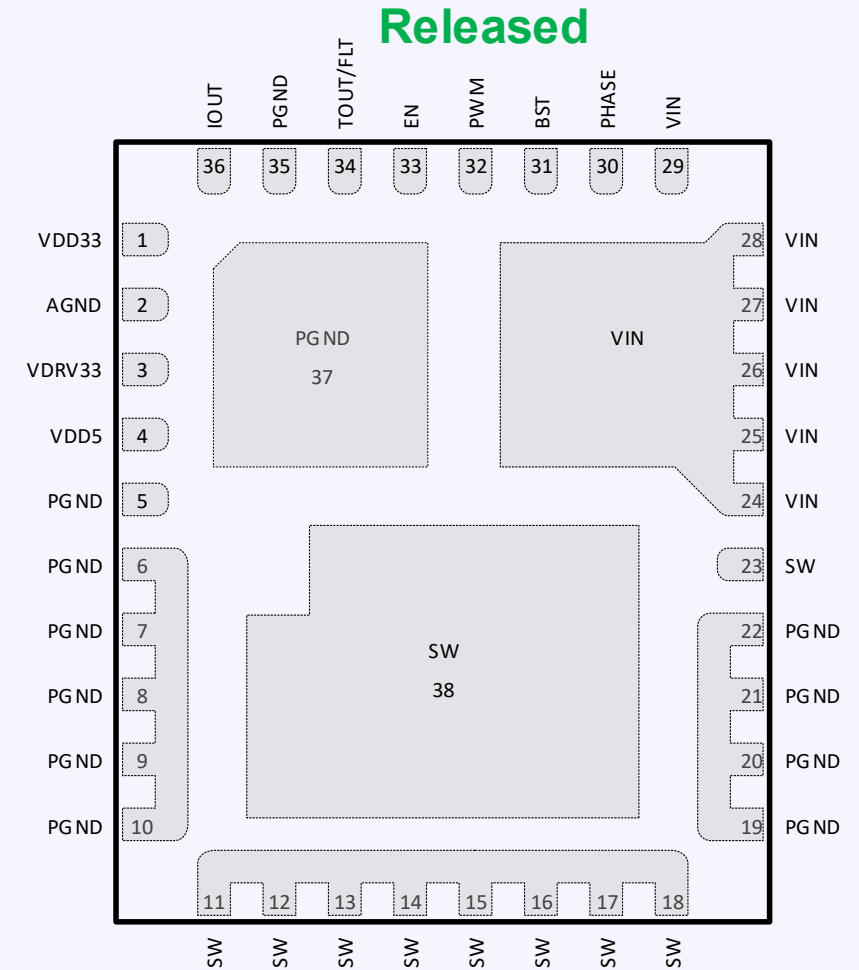 Released
IOUT
PGND
TOUT/FLT
EN
PWM
BST
PHASE
VIN
36 35 34 33 32 31 30 29
VDD33 1
AGND 2
VDRV33 3
VDD5 4
PGND 5
PGND 6
PGND 7
PGND 8
PGND 9
PGND 10
PGND
37
VIN
28 VIN
27 VIN
26 VIN
25 VIN
24 VIN
23 SW
22 PGND
21 PGND
20 PGND
19 PGND
SW
38
11 12 13 14 15 16 17 18
SW
SW
SW
SW
SW
SW
SW
SW